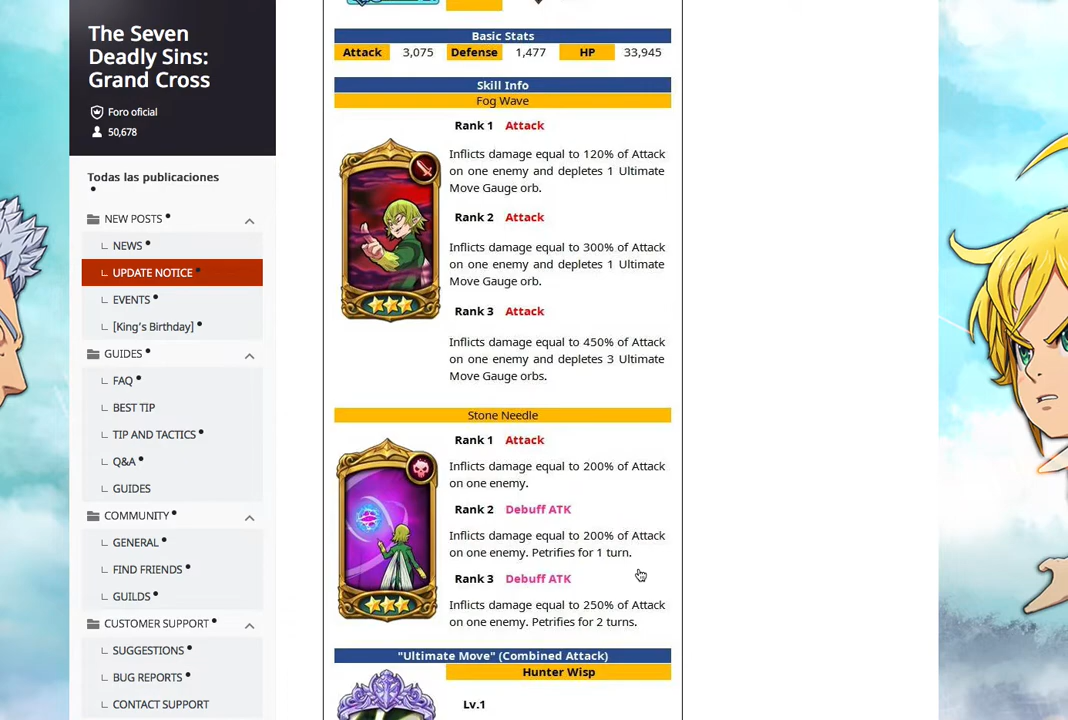 The Seven
Deadly Sins:
Grand Cross
Foro oficial
50,678
Todas las publicaciones
NEW POSTS
NEWS
UPDATE NOTICE
EVENTS
[King's Birthday]
GUIDES
FAQ
BEST TIP
TIP AND TACTICS
Q&A
GUIDES
COMMUNITY
GENERAL
FIND FRIENDS
GUILDS
CUSTOMER SUPPORT
SUGGESTIONS
BUG REPORTS
CONTACT SUPPORT
Basic Stats
Attack 3,075 Defense 1,477 HP 33,945
Skill Info
Fog Wave
Rank 1 Attack
Inflicts damage equal to 120% of Attack
on one enemy and depletes 1 Ultimate
Move Gauge orb.
Rank 2 Attack
Inflicts damage equal to 300% of Attack
on one enemy and depletes 1 Ultimate
Move Gauge orb.
Rank 3 Attack
Inflicts damage equal to 450% of Attack
on one enemy and depletes 3 Ultimate
Move Gauge orbs.
Stone Needle
Rank 1 Attack
Inflicts damage equal to 200% of Attack
on one enemy.
Rank 2 Debuff ATK
Inflicts damage equal to 200% of Attack
on one enemy. Petrifies for 1 turn.
Rank 3 Debuff ATK
Inflicts damage equal to 250% of Attack
on one enemy. Petrifies for 2 turns.
"Ultimate Move" (Combined Attack)
Hunter Wisp
Lv.1